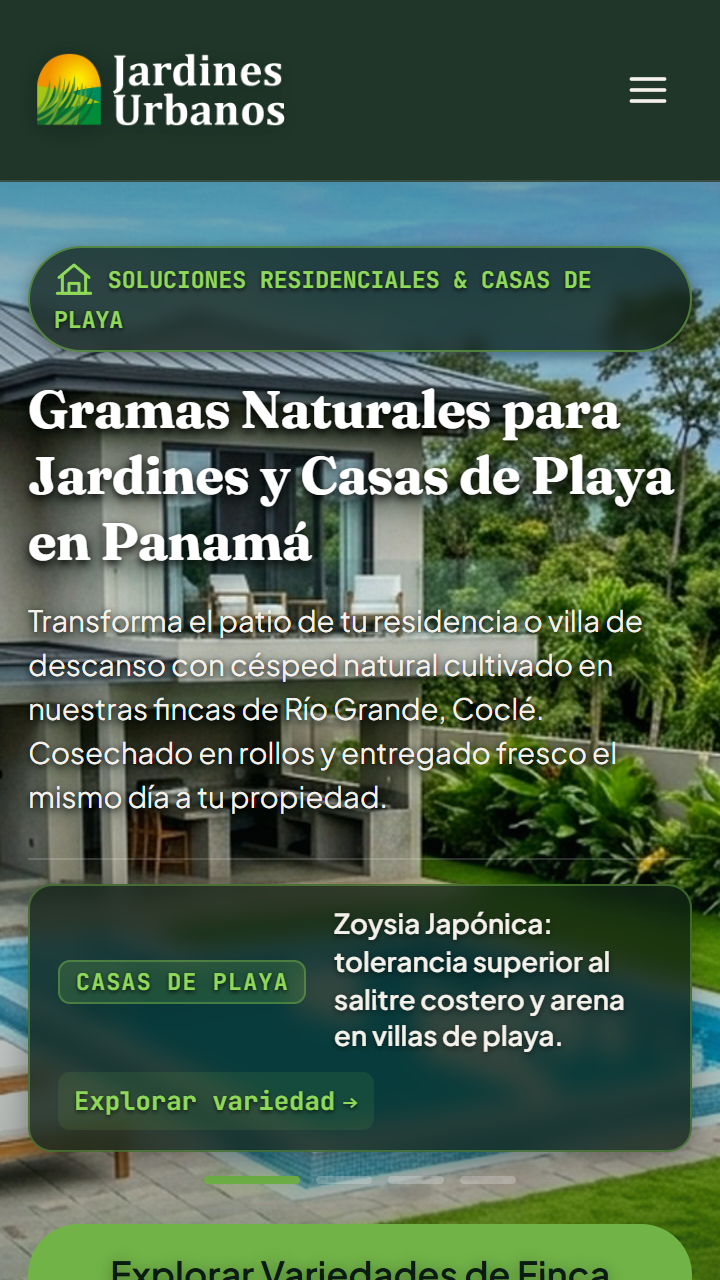 Jardines
Urbanos
SOLUCIONES RESIDENCIALES & CASAS DE
PLAYA
Gramas Naturales para
Jardines y Casas de Playa
en Panamá
Transforma el patio de tu residencia o villa de
descanso con césped natural cultivado en
nuestras fincas de Río Grande, Coclé.
Cosechado en rollos y entregado fresco el
mismo día a tu propiedad.
CASAS DE PLAYA
Zoysia Japónica:
tolerancia superior al
salitre costero y arena
en villas de playa.
Explorar variedad →
Explorar Variedades de Finca